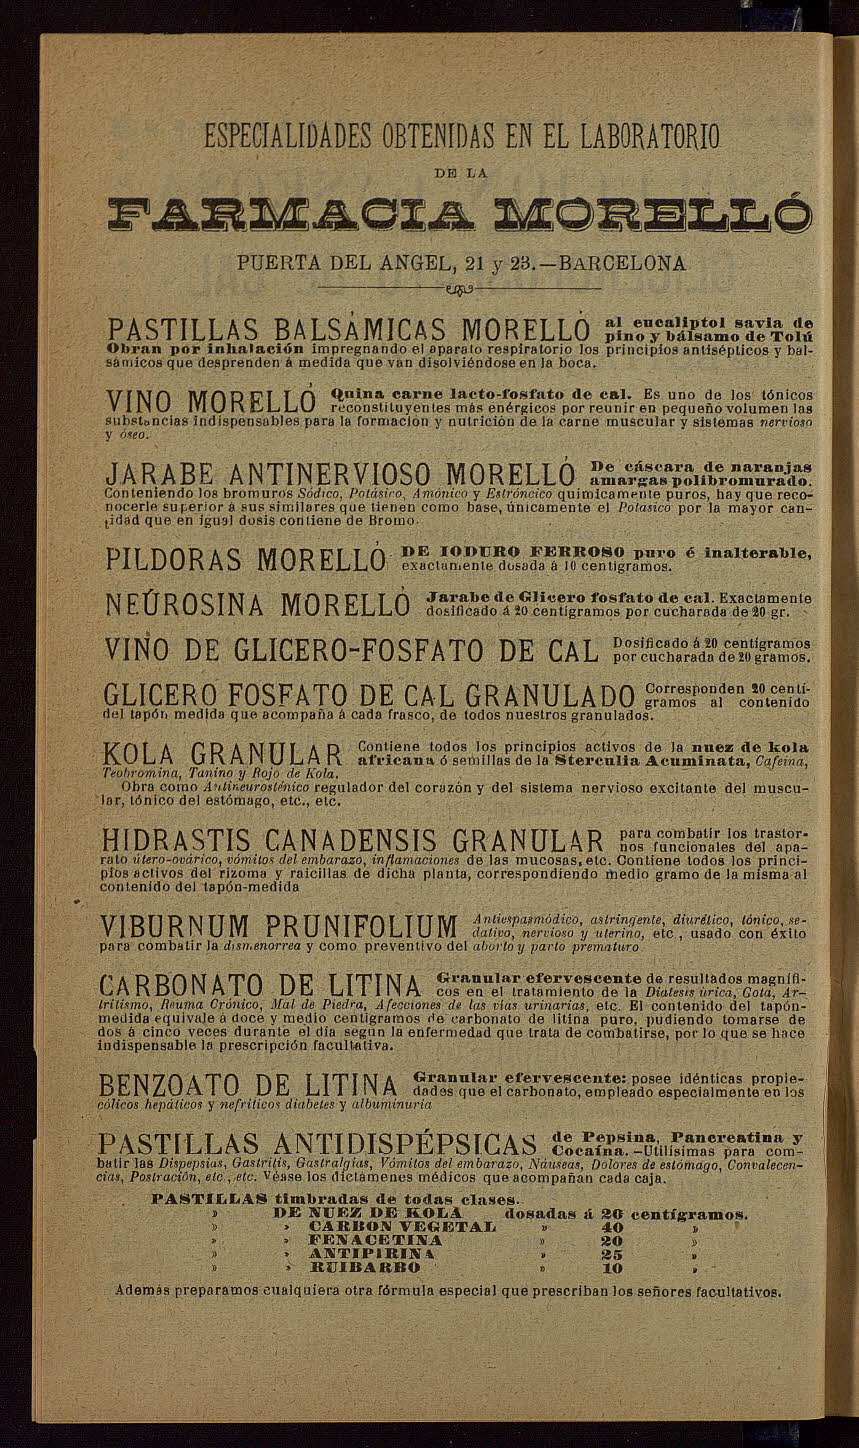 ESPECIALIDADES OBTENIDAS EN EL LABORATORIO
DE LA
FARMACIA MORELLÓ
PUERTA DEL ANGEL, 21 y 23.—BARCELONA
PASTILLAS BALSÁMICAS MORELLÓ al eucaliptol savia de
pino y bálsamo de Tolú
Obran por inhalación impregnando el aparato respiratorio los principios antisépticos y bal-
sámicos que desprenden á medida que van disolviéndose en la boca.
VINO MORELLÓ Quina carne lacto-fosfato de cal. Es uno de los tónicos
reconstituyentes más enérgicos por reunir en pequeño volumen las
substancias indispensables para la formación y nutrición de la carne muscular y sistemas nervioso
y óseo.
JARABE ANTINERVIOSO MORELLÓ De cáscara de naranjas
amargas polibromurado.
Conteniendo los bromuros Sódico, Potásico, Amónico y Estróncico quimicamente puros, hay que reco-
nocerle superior á sus similares que tienen como base, únicamente el Potasico por la mayor can-
tidad que en igual dosis contiene de Bromo.
PILDORAS MORELLÓ DE IODURO FERROSO puro é inalterable,
exactamente dosada á 10 centigramos.
NEUROSINA MORELLÓ Jarabe de Glicero fosfato de cal. Exactamente
dosificado á 20 centígramos por cucharada de 20 gr.
VINO DE GLICERO-FOSFATO DE CAL Dosificado á 20 centigramos
por cucharada de 20 gramos.
GLICERO FOSFATO DE CAL GRANULADO Corresponden 20 centí-
gramos al contenido
del tapón medida que acompaña á cada frasco, de todos nuestros granulados.
KOLA GRANULAR Contiene todos los principios activos de la nuez de kola
africana ó semillas de la Sterculia Acuminata, Cafeina,
Teobromina, Tanino y Rojo de Kola.
Obra como Antineurosténico regulador del corazón y del sistema nervioso excitante del muscu-
lar, tónico del estómago, etc., etc.
HIDRASTIS CANADENSIS GRANULAR para combatir los trastor-
nos funcionales del apa-
rato útero-ovárico, vómitos del embarazo, inflamaciones de las mucosas, etc. Contiene todos los princi-
pios activos del rizoma y raicillas de dicha planta, correspondiendo medio gramo de la misma al
contenido del tapón-medida
VIBURNUM PRUNIFOLIUM Antiespasmódico, astringente, diurético, tónico, se-
dativo, nervioso y uterino, etc., usado con éxito
para combatir la dismenorrea y como preventivo del aborto y parto prematuro.
CARBONATO DE LITINA Granular efervescente de resultados magnífi-
cos en el tratamiento de la Diatesis úrica, Gota, Ar-
tritismo, Reuma Crónico, Mal de Piedra, Afecciones de las vías urinarias, etc. El contenido del tapón-
medida equivale á doce y medio centigramos de carbonato de litina puro, pudiendo tomarse de
dos á cinco veces durante el día segun la enfermedad que trata de combatirse, por lo que se hace
indispensable la prescripción facultativa.
BENZOATO DE LITINA Granular efervescente: posee idénticas propie-
dades que el carbonato, empleado especialmente en los
cólicos hepáticos y nefríticos diabetes y albuminuria
PASTILLAS ANTIDISPÉPSICAS de Pepsina, Pancreatina y
Cocaína.—Utilísimas para com-
batir las Dispepsias, Gastritis, Gastralgias, Vómitos del embarazo, Náuseas, Dolores de estómago, Convalecen-
cias, Postración, etc., etc. Véase los dictámenes médicos que acompañan cada caja.
PASTILLAS timbradas de todas clases.
» DE NUEZ DE KOLA dosadas á 20 centígramos.
» » CARBON VEGETAL » 40 »
» » FENACETINA » 20 »
» » ANTIPIRINA » 25 »
» » RUIBARBO » 10 »
Además preparamos cualquiera otra fórmula especial que prescriban los señores facultativos.